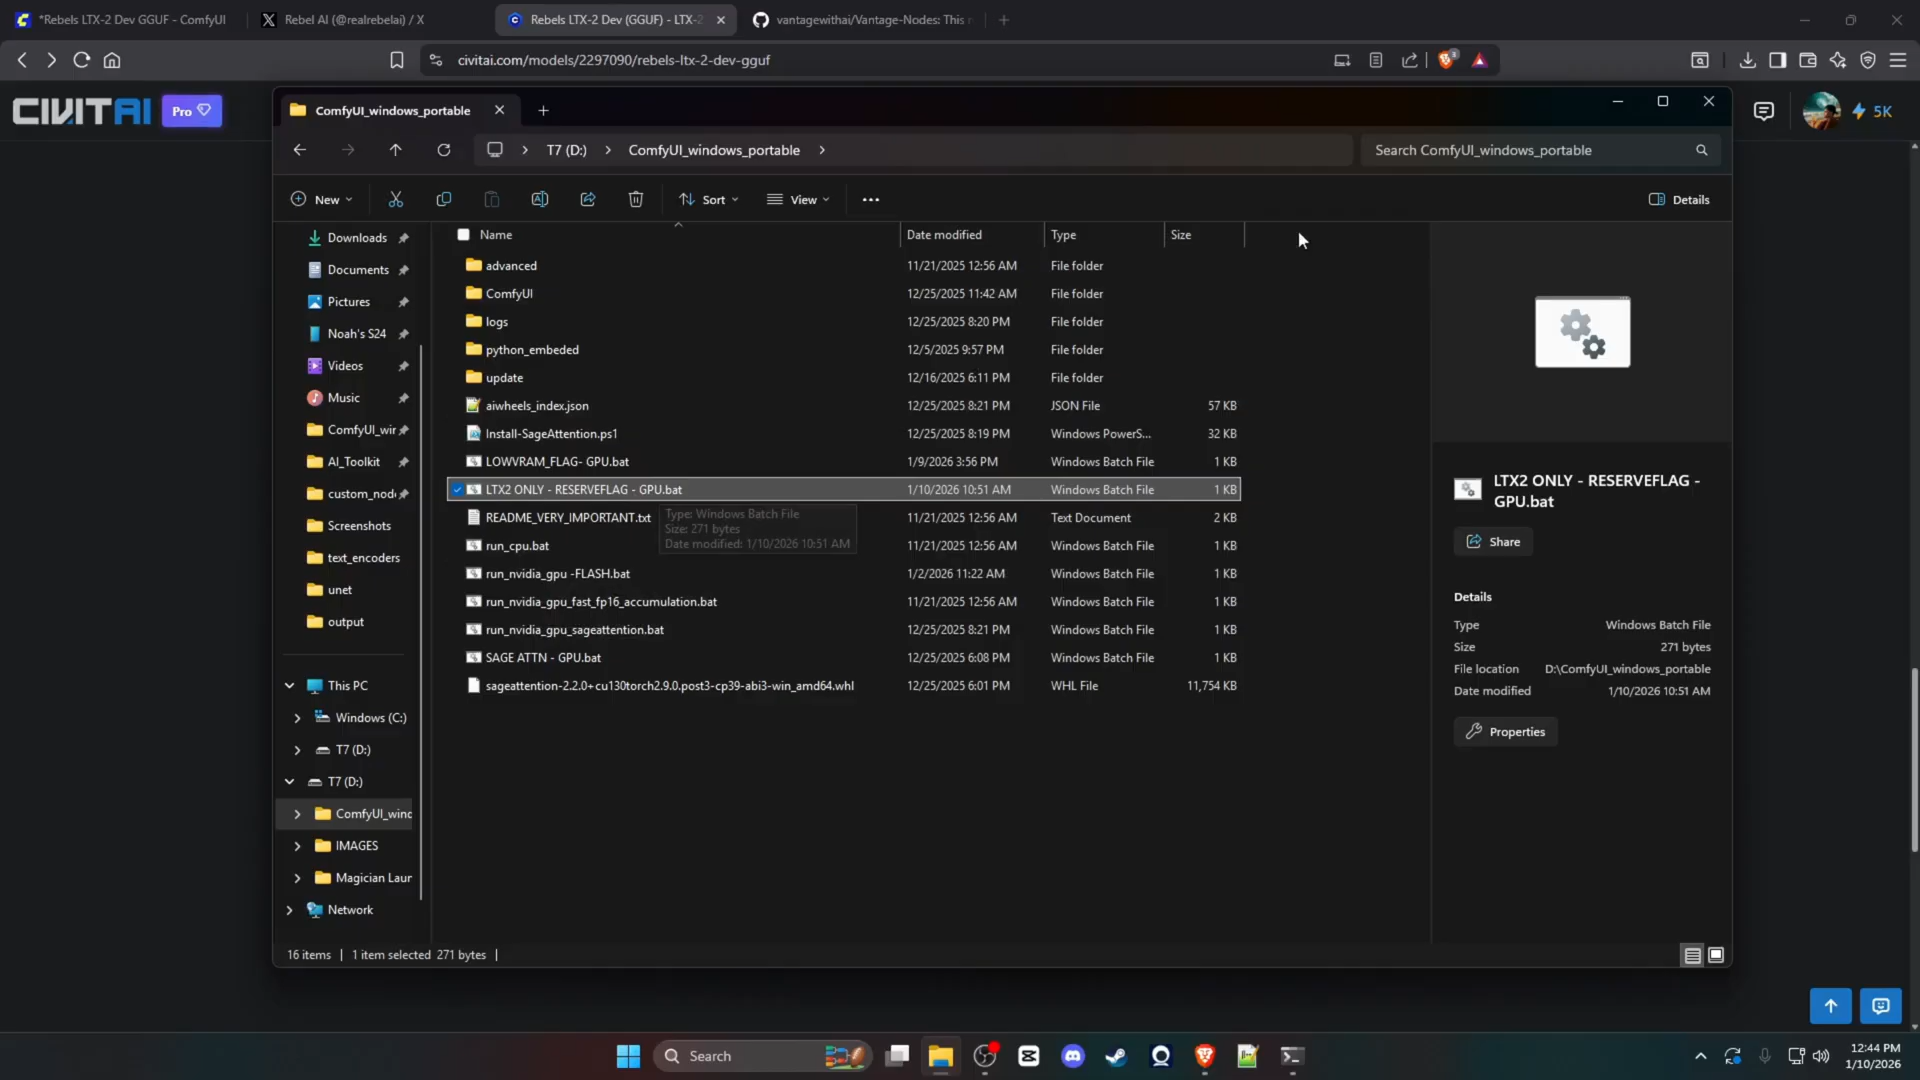 *Rebels LTX-2 Dev GGUF - ComfyUI
Rebel AI (@realrebelai) / X
Rebels LTX-2 Dev (GGUF) - LTX-2
vantagewithai/Vantage-Nodes: This r
civitai.com/models/2297090/rebels-ltx-2-dev-gguf
CIVITAI
Pro
5K
ComfyUI_windows_portable
T7 (D:)
ComfyUI_windows_portable
Search ComfyUI_windows_portable
New
Sort
View
Details
Name Date modified Type Size
Downloads
Documents
Pictures
Noah's S24
Videos
Music
ComfyUI_wir
AI_Toolkit
custom_node
Screenshots
text_encoders
unet
output
This PC
Windows (C:)
T7 (D:)
T7 (D:)
ComfyUI_winc
IMAGES
Magician Laur
Network
advanced 11/21/2025 12:56 AM File folder
ComfyUI 12/25/2025 11:42 AM File folder
logs 12/25/2025 8:20 PM File folder
python_embeded 12/5/2025 9:57 PM File folder
update 12/16/2025 6:11 PM File folder
aiwheels_index.json 12/25/2025 8:21 PM JSON File 57 KB
Install-SageAttention.ps1 12/25/2025 8:19 PM Windows PowerS... 32 KB
LOWVRAM_FLAG- GPU.bat 1/9/2026 3:56 PM Windows Batch File 1 KB
LTX2 ONLY - RESERVEFLAG - GPU.bat 1/10/2026 10:51 AM Windows Batch File 1 KB
README_VERY_IMPORTANT.txt 11/21/2025 12:56 AM Text Document 2 KB
run_cpu.bat 11/21/2025 12:56 AM Windows Batch File 1 KB
run_nvidia_gpu -FLASH.bat 1/2/2026 11:22 AM Windows Batch File 1 KB
run_nvidia_gpu_fast_fp16_accumulation.bat 11/21/2025 12:56 AM Windows Batch File 1 KB
run_nvidia_gpu_sageattention.bat 12/25/2025 8:21 PM Windows Batch File 1 KB
SAGE ATTN - GPU.bat 12/25/2025 6:08 PM Windows Batch File 1 KB
sageattention-2.2.0+cu130torch2.9.0.post3-cp39-abi3-win_amd64.whl 12/25/2025 6:01 PM WHL File 11,754 KB
Type: Windows Batch File
Size: 271 bytes
Date modified: 1/10/2026 10:51 AM
LTX2 ONLY - RESERVEFLAG -
GPU.bat
Share
Details
Type Windows Batch File
Size 271 bytes
File location D:\ComfyUI_windows_portable
Date modified 1/10/2026 10:51 AM
Properties
16 items
1 item selected 271 bytes
Search
12:44 PM
1/10/2026